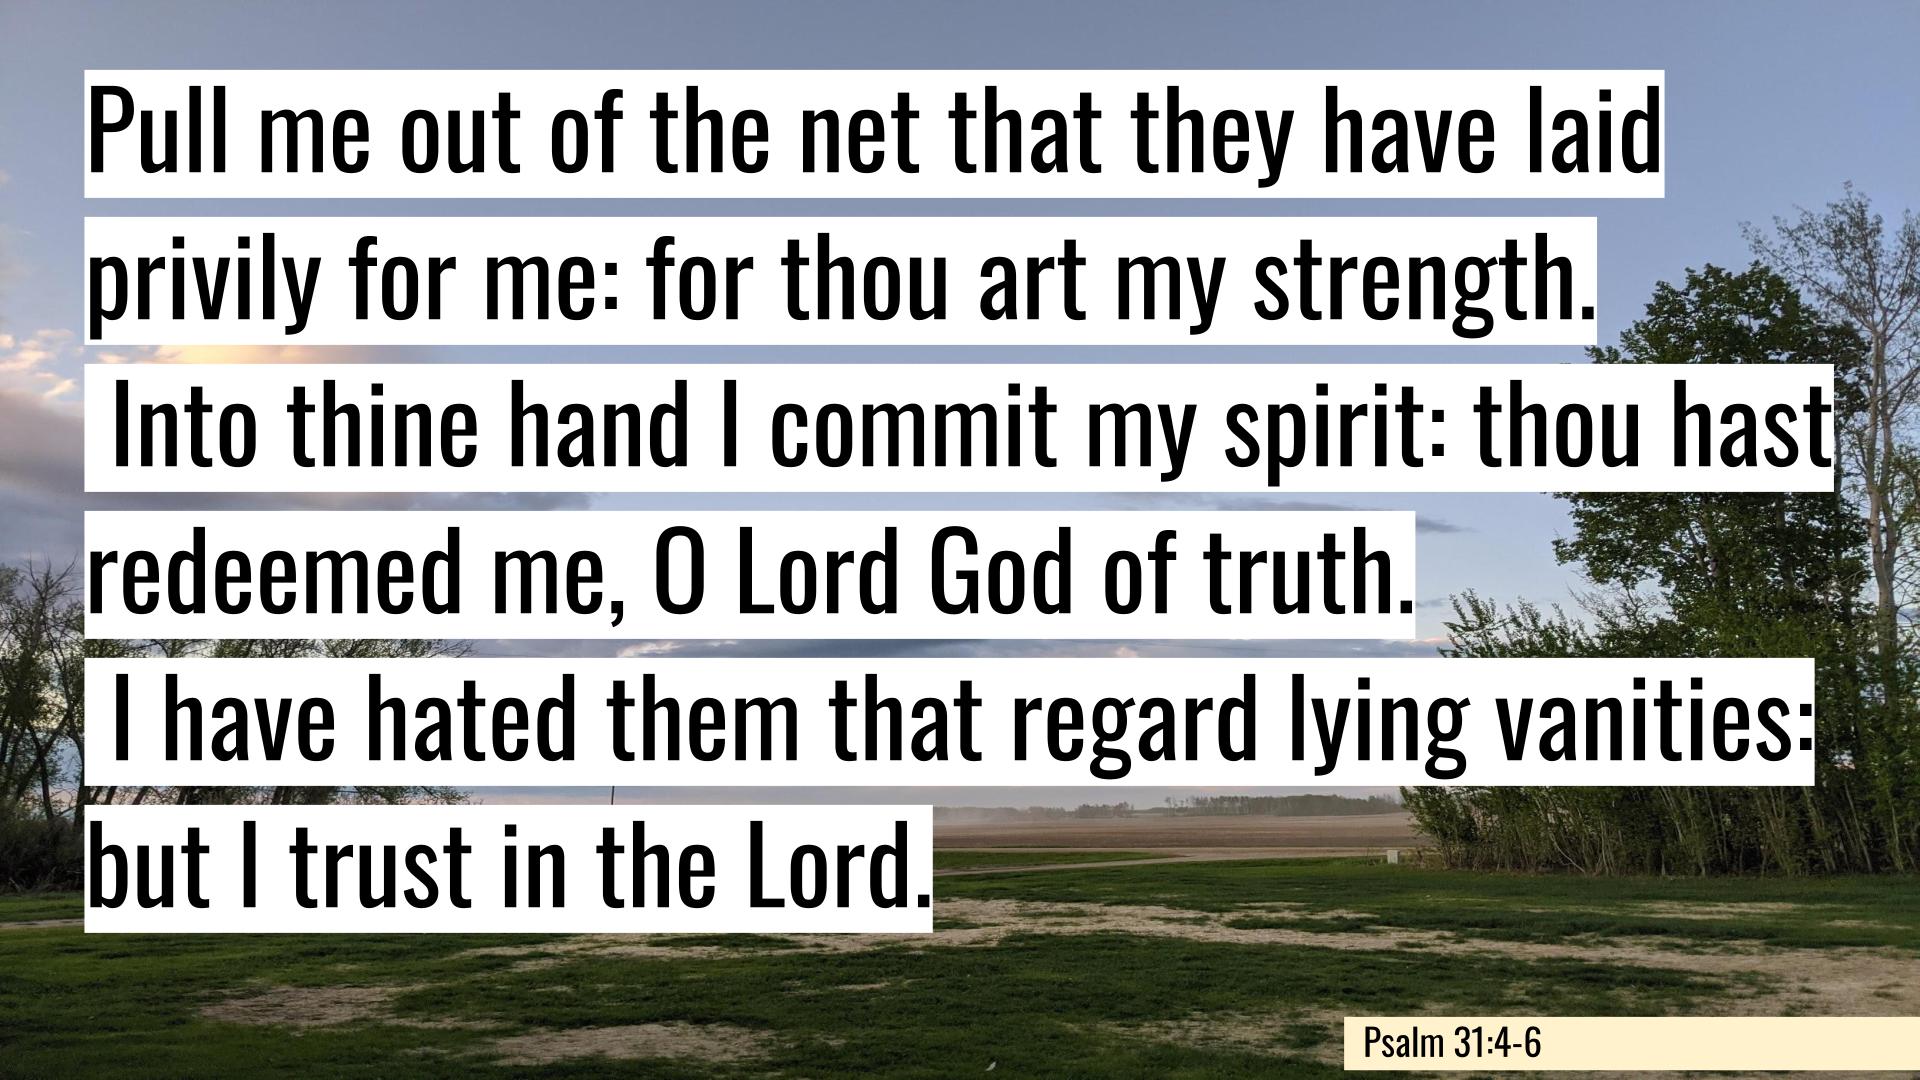 Pull me out of the net that they have laid
privily for me: for thou art my strength.
Into thine hand I commit my spirit: thou hast
redeemed me, O Lord God of truth.
I have hated them that regard lying vanities:
but I trust in the Lord.
Psalm 31:4-6